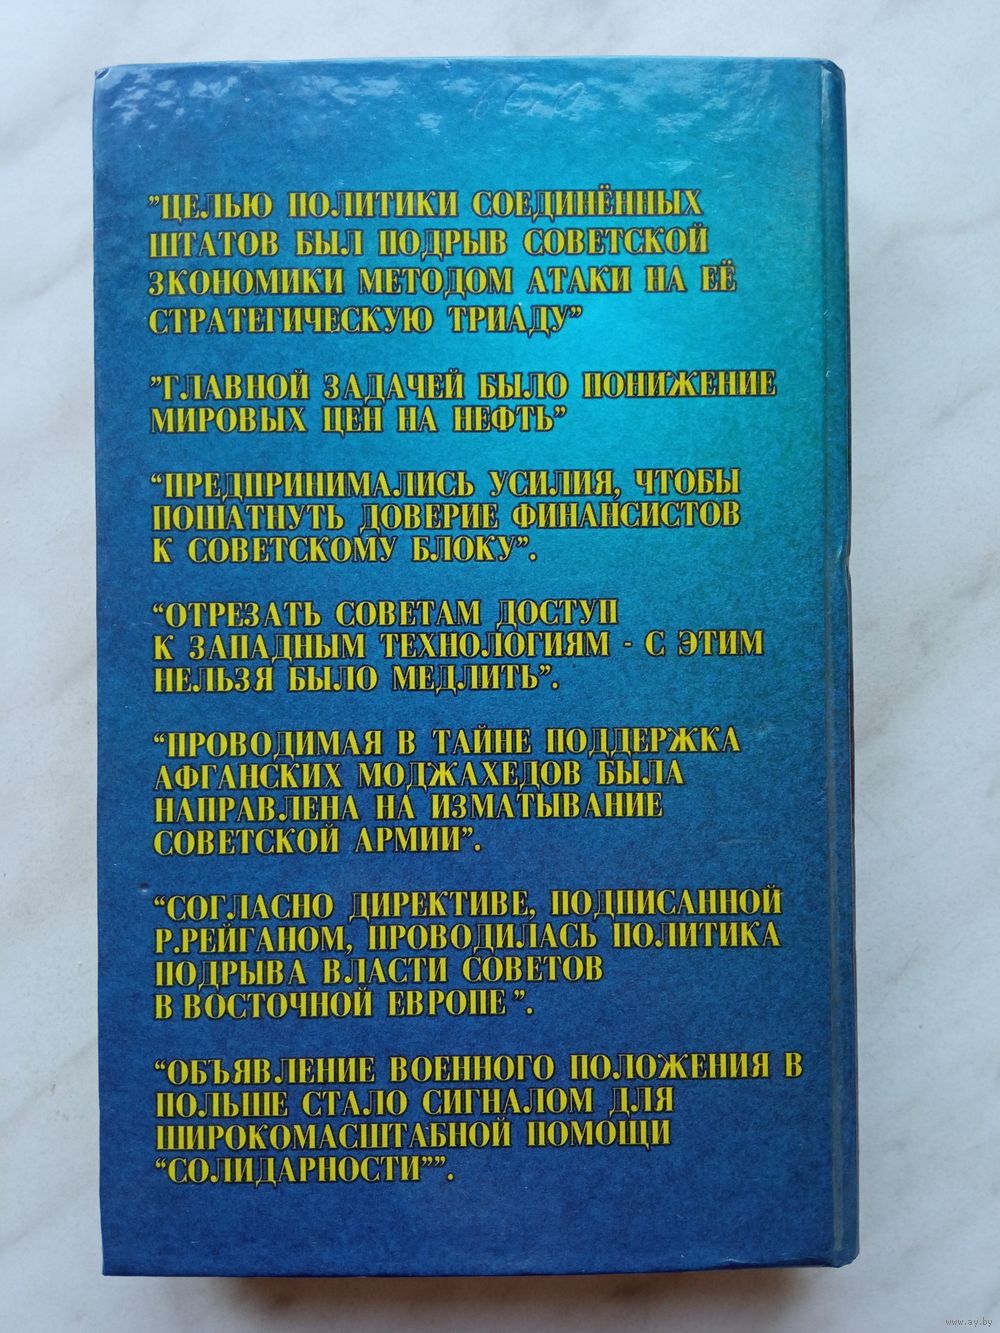 ”ЦЕЛЬЮ ПОЛИТИКИ СОЕДИНЁННЫХ
ШТАТОВ БЫЛ ПОДРЫВ СОВЕТСКОЙ
ЗКОНОМИКИ МЕТОДОМ АТАКИ НА ЕЁ
СТРАТЕГИЧЕСКУЮ ТРИАДУ”
”ГЛАВНОЙ ЗАДАЧЕЙ БЫЛО ПОНИЖЕНИЕ
МИРОВЫХ ЦЕН НА НЕФТЬ”
“ПРЕДПРИНИМАЛИСЬ УСИЛИЯ, ЧТОБЫ
ПОШАТНУТЬ ДОВЕРИЕ ФИНАНСИСТОВ
К СОВЕТСКОМУ БЛОКУ”.
“ОТРЕЗАТЬ СОВЕТАМ ДОСТУП
К ЗАПАДНЫМ ТЕХНОЛОГИЯМ - С ЭТИМ
НЕЛЬЗЯ БЫЛО МЕДЛИТЬ”.
“ПРОВОДИМАЯ В ТАЙНЕ ПОДДЕРЖКА
АФГАНСКИХ МОДЖАХЕДОВ БЫЛА
НАПРАВЛЕНА НА ИЗМАТЫВАНИЕ
СОВЕТСКОЙ АРМИИ”.
“СОГЛАСНО ДИРЕКТИВЕ, ПОДПИСАННОЙ
Р.РЕЙГАНОМ, ПРОВОДИЛАСЬ ПОЛИТИКА
ПОДРЫВА ВЛАСТИ СОВЕТОВ
В ВОСТОЧНОЙ ЕВРОПЕ ”.
“ОБЪЯВЛЕНИЕ ВОЕННОГО ПОЛОЖЕНИЯ В
ПОЛЬШЕ СТАЛО СИГНАЛОМ ДЛЯ
ШИРОКОМАСШТАБНОЙ ПОМОЩИ
“СОЛИДАРНОСТИ””.
www.ay.by